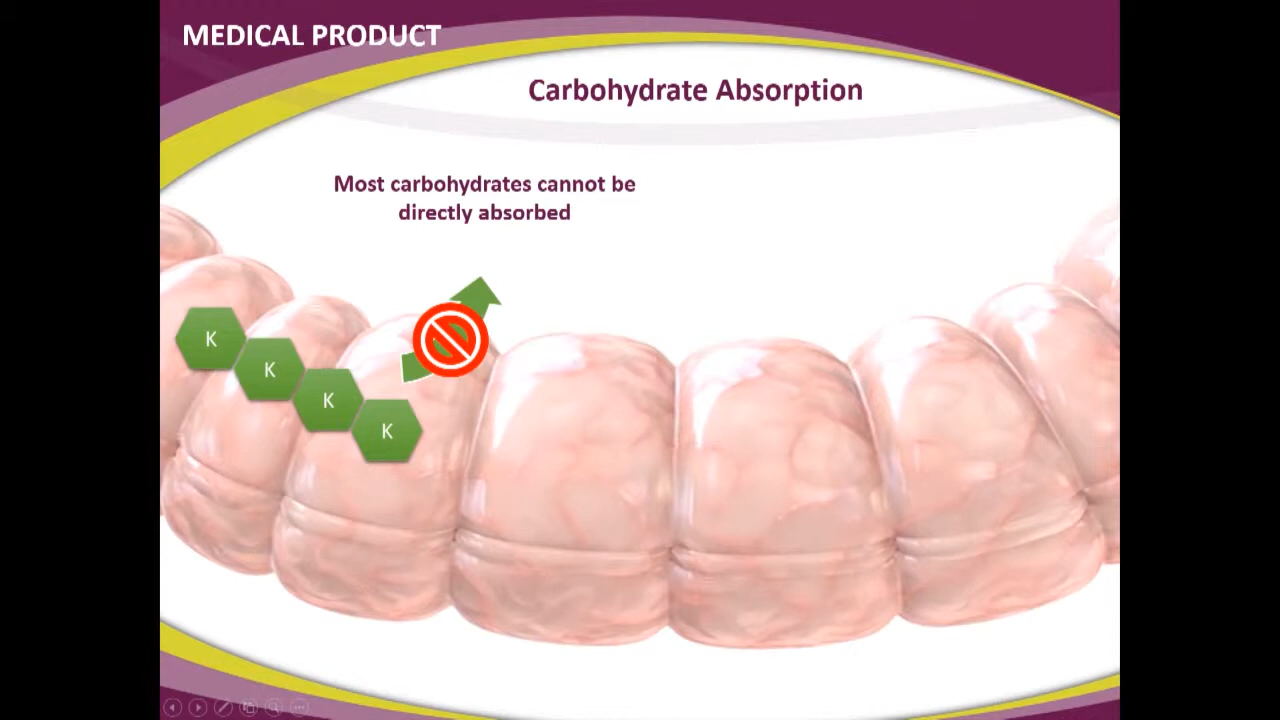 MEDICAL PRODUCT
Carbohydrate Absorption
Most carbohydrates cannot be
directly absorbed
K
K
K
K